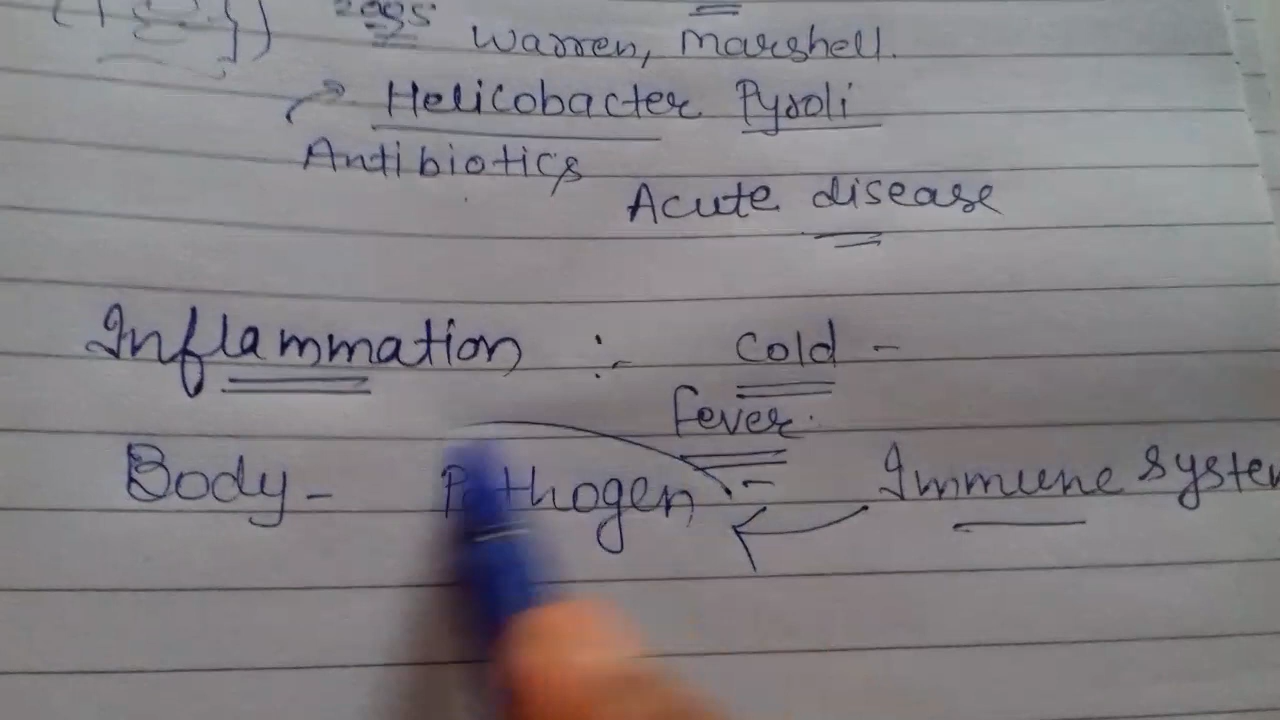 Warren, Marshell.
Helicobacter Pyroli
Antibiotics
Acute disease
Inflammation :- Cold -
Fever.
Body - Pathogen - Immune System